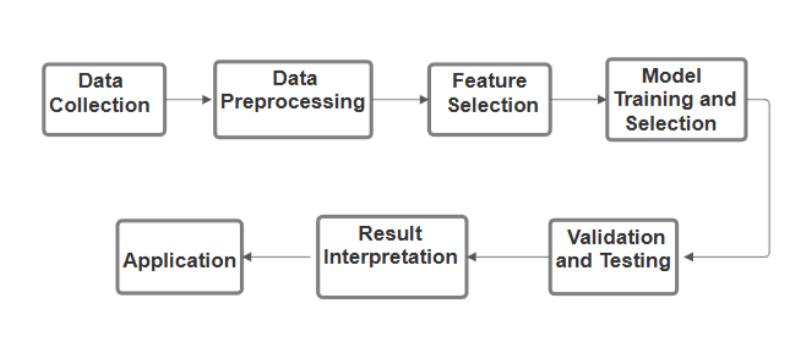 Data
Collection
Data
Preprocessing
Feature
Selection
Model
Training and
Selection
Validation
and Testing
Result
Interpretation
Application